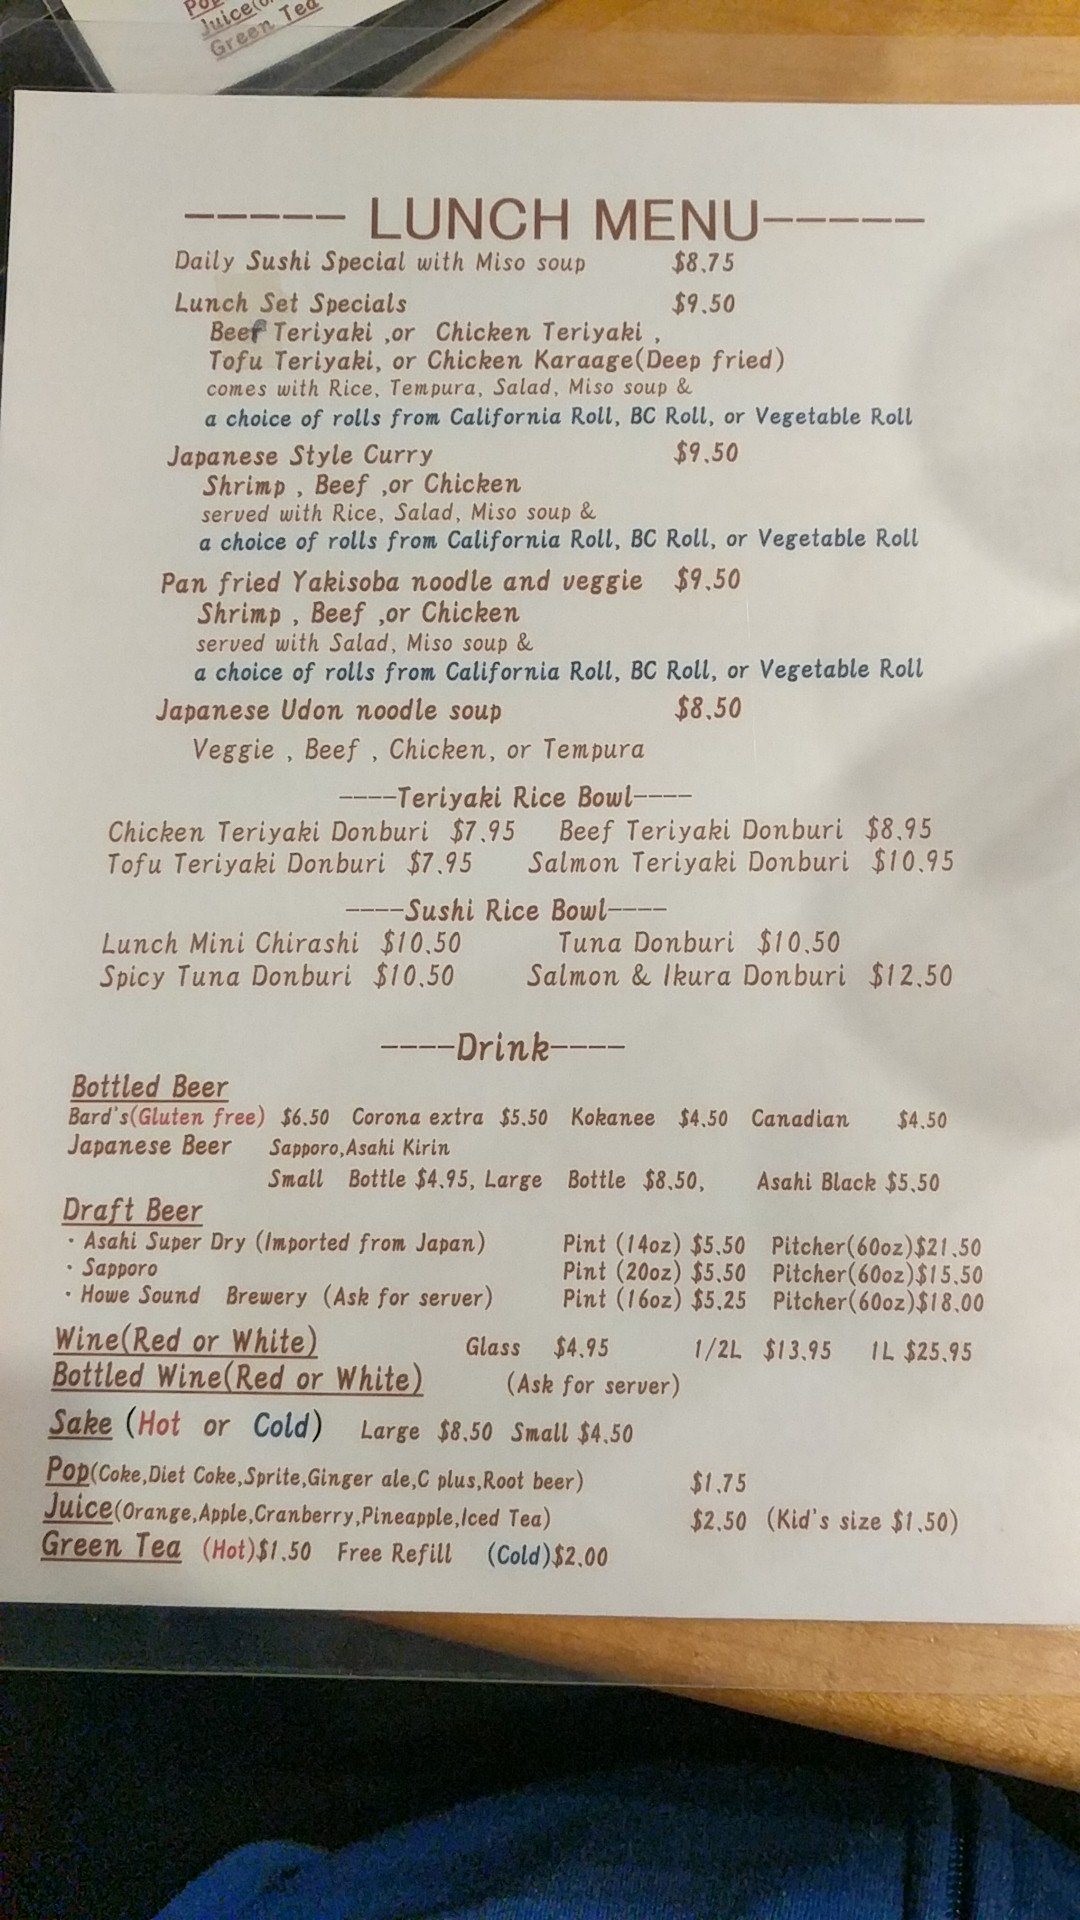 Juice(o
Green Tea
----- LUNCH MENU-----
Daily Sushi Special with Miso soup $8.75
Lunch Set Specials $9.50
Beef Teriyaki ,or Chicken Teriyaki ,
Tofu Teriyaki, or Chicken Karaage(Deep fried)
comes with Rice, Tempura, Salad, Miso soup &
a choice of rolls from California Roll, BC Roll, or Vegetable Roll
Japanese Style Curry $9.50
Shrimp , Beef ,or Chicken
served with Rice, Salad, Miso soup &
a choice of rolls from California Roll, BC Roll, or Vegetable Roll
Pan fried Yakisoba noodle and veggie $9.50
Shrimp , Beef ,or Chicken
served with Salad, Miso soup &
a choice of rolls from California Roll, BC Roll, or Vegetable Roll
Japanese Udon noodle soup $8.50
Veggie , Beef , Chicken, or Tempura
----Teriyaki Rice Bowl----
Chicken Teriyaki Donburi $7.95 Beef Teriyaki Donburi $8.95
Tofu Teriyaki Donburi $7.95 Salmon Teriyaki Donburi $10.95
----Sushi Rice Bowl----
Lunch Mini Chirashi $10.50 Tuna Donburi $10.50
Spicy Tuna Donburi $10.50 Salmon & Ikura Donburi $12.50
----Drink----
Bottled Beer
Bard's(Gluten free) $6.50 Corona extra $5.50 Kokanee $4.50 Canadian $4.50
Japanese Beer Sapporo,Asahi Kirin
Small Bottle $4.95, Large Bottle $8.50, Asahi Black $5.50
Draft Beer
・Asahi Super Dry (Imported from Japan) Pint (14oz) $5.50 Pitcher(60oz)$21.50
・Sapporo Pint (20oz) $5.50 Pitcher(60oz)$15.50
・Howe Sound Brewery (Ask for server) Pint (16oz) $5.25 Pitcher(60oz)$18.00
Wine(Red or White) Glass $4.95 1/2L $13.95 1L $25.95
Bottled Wine(Red or White) (Ask for server)
Sake (Hot or Cold) Large $8.50 Small $4.50
Pop(Coke,Diet Coke,Sprite,Ginger ale,C plus,Root beer) $1.75
Juice(Orange,Apple,Cranberry,Pineapple,Iced Tea) $2.50 (Kid's size $1.50)
Green Tea (Hot)$1.50 Free Refill (Cold)$2.00